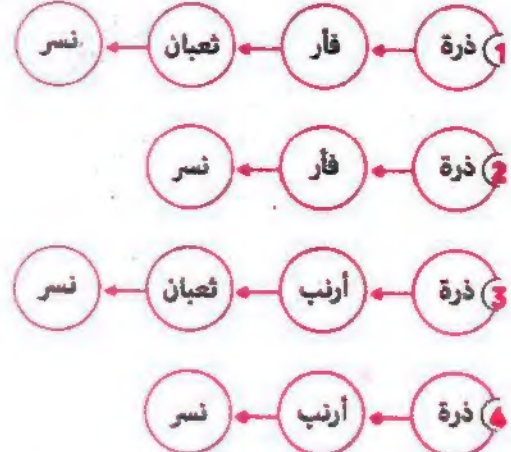 1 ذرة فأر ثعبان نسر
2 ذرة فأر نسر
3 ذرة أرنب ثعبان نسر
4 ذرة أرنب نسر